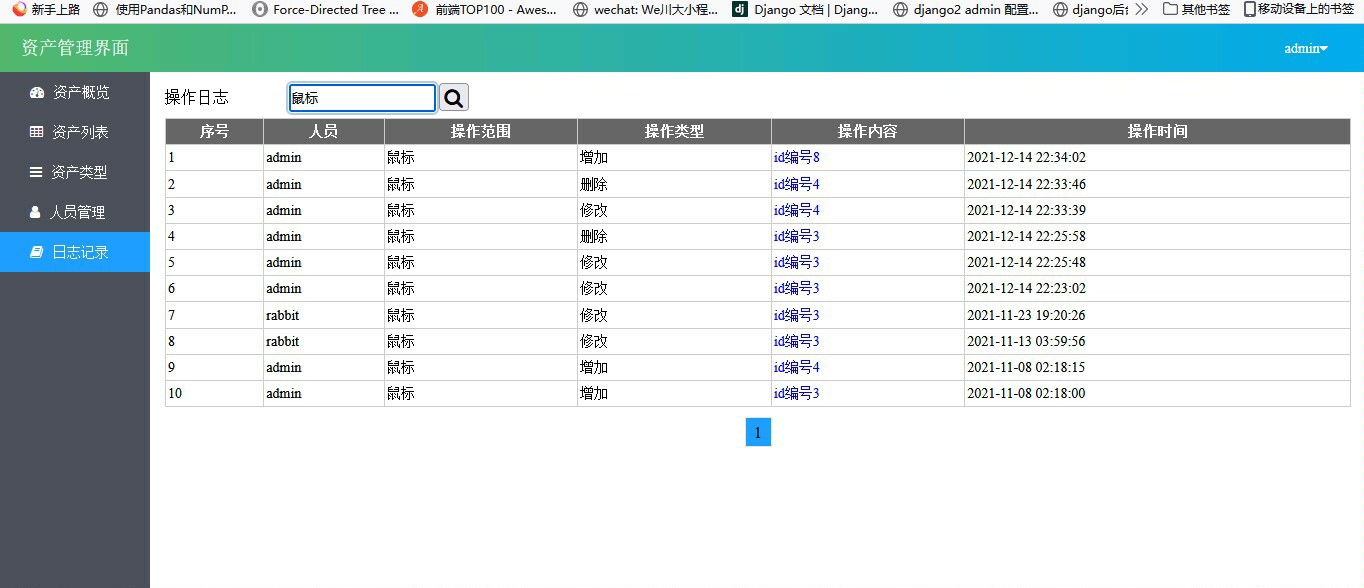 新手上路 使用Pandas和NumP... Force-Directed Tree ... 前端TOP100 - Awes... wechat: We川大小程... Django 文档 | Djang... django2 admin 配置... django后台 其他书签 移动设备上的书签
资产管理界面 admin
资产概览
资产列表
资产类型
人员管理
日志记录
操作日志 鼠标
序号 人员 操作范围 操作类型 操作内容 操作时间
1 admin 鼠标 增加 id编号8 2021-12-14 22:34:02
2 admin 鼠标 删除 id编号4 2021-12-14 22:33:46
3 admin 鼠标 修改 id编号4 2021-12-14 22:33:39
4 admin 鼠标 删除 id编号3 2021-12-14 22:25:58
5 admin 鼠标 修改 id编号3 2021-12-14 22:25:48
6 admin 鼠标 修改 id编号3 2021-12-14 22:23:02
7 rabbit 鼠标 修改 id编号3 2021-11-23 19:20:26
8 rabbit 鼠标 修改 id编号3 2021-11-13 03:59:56
9 admin 鼠标 增加 id编号4 2021-11-08 02:18:15
10 admin 鼠标 增加 id编号3 2021-11-08 02:18:00
1